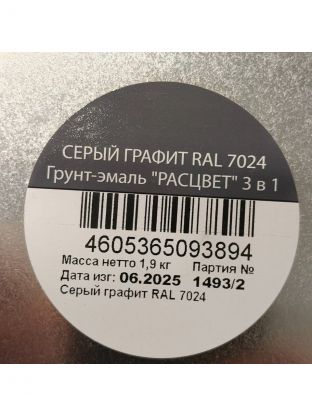 СЕРЫЙ ГРАФИТ RAL 7024
Грунт-эмаль "РАСЦВЕТ" 3 в 1
4605365093894
Масса нетто 1,9 кг Партия №
Дата изг: 06.2025 1493/2
Серый графит RAL 7024